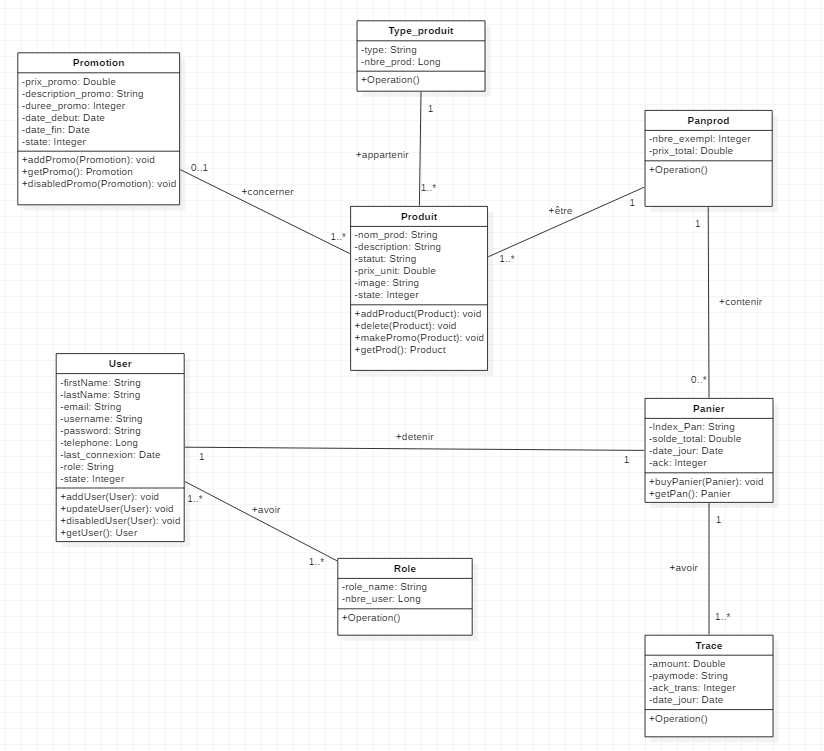 Type_produit
-type: String
-nbre_prod: Long
+Operation()
Promotion
-prix_promo: Double
-description_promo: String
-duree_promo: Integer
-date_debut: Date
-date_fin: Date
-state: Integer
+addPromo(Promotion): void
+getPromo(): Promotion
+disabledPromo(Promotion): void
Panprod
-nbre_exempl: Integer
-prix_total: Double
+Operation()
1
+appartenir
1..*
0..1
+concerner
1..*
+être
1
1..*
Produit
-nom_prod: String
-description: String
-statut: String
-prix_unit: Double
-image: String
-state: Integer
+addProduct(Product): void
+delete(Product): void
+makePromo(Product): void
+getProd(): Product
1
+contenir
0..*
User
-firstName: String
-lastName: String
-email: String
-username: String
-password: String
-telephone: Long
-last_connexion: Date
-role: String
-state: Integer
+addUser(User): void
+updateUser(User): void
+disabledUser(User): void
+getUser(): User
+detenir
1
1
Panier
-Index_Pan: String
-solde_total: Double
-date_jour: Date
-ack: Integer
+buyPanier(Panier): void
+getPan(): Panier
1..*
+avoir
1..*
Role
-role_name: String
-nbre_user: Long
+Operation()
1
+avoir
1..*
Trace
-amount: Double
-paymode: String
-ack_trans: Integer
-date_jour: Date
+Operation()